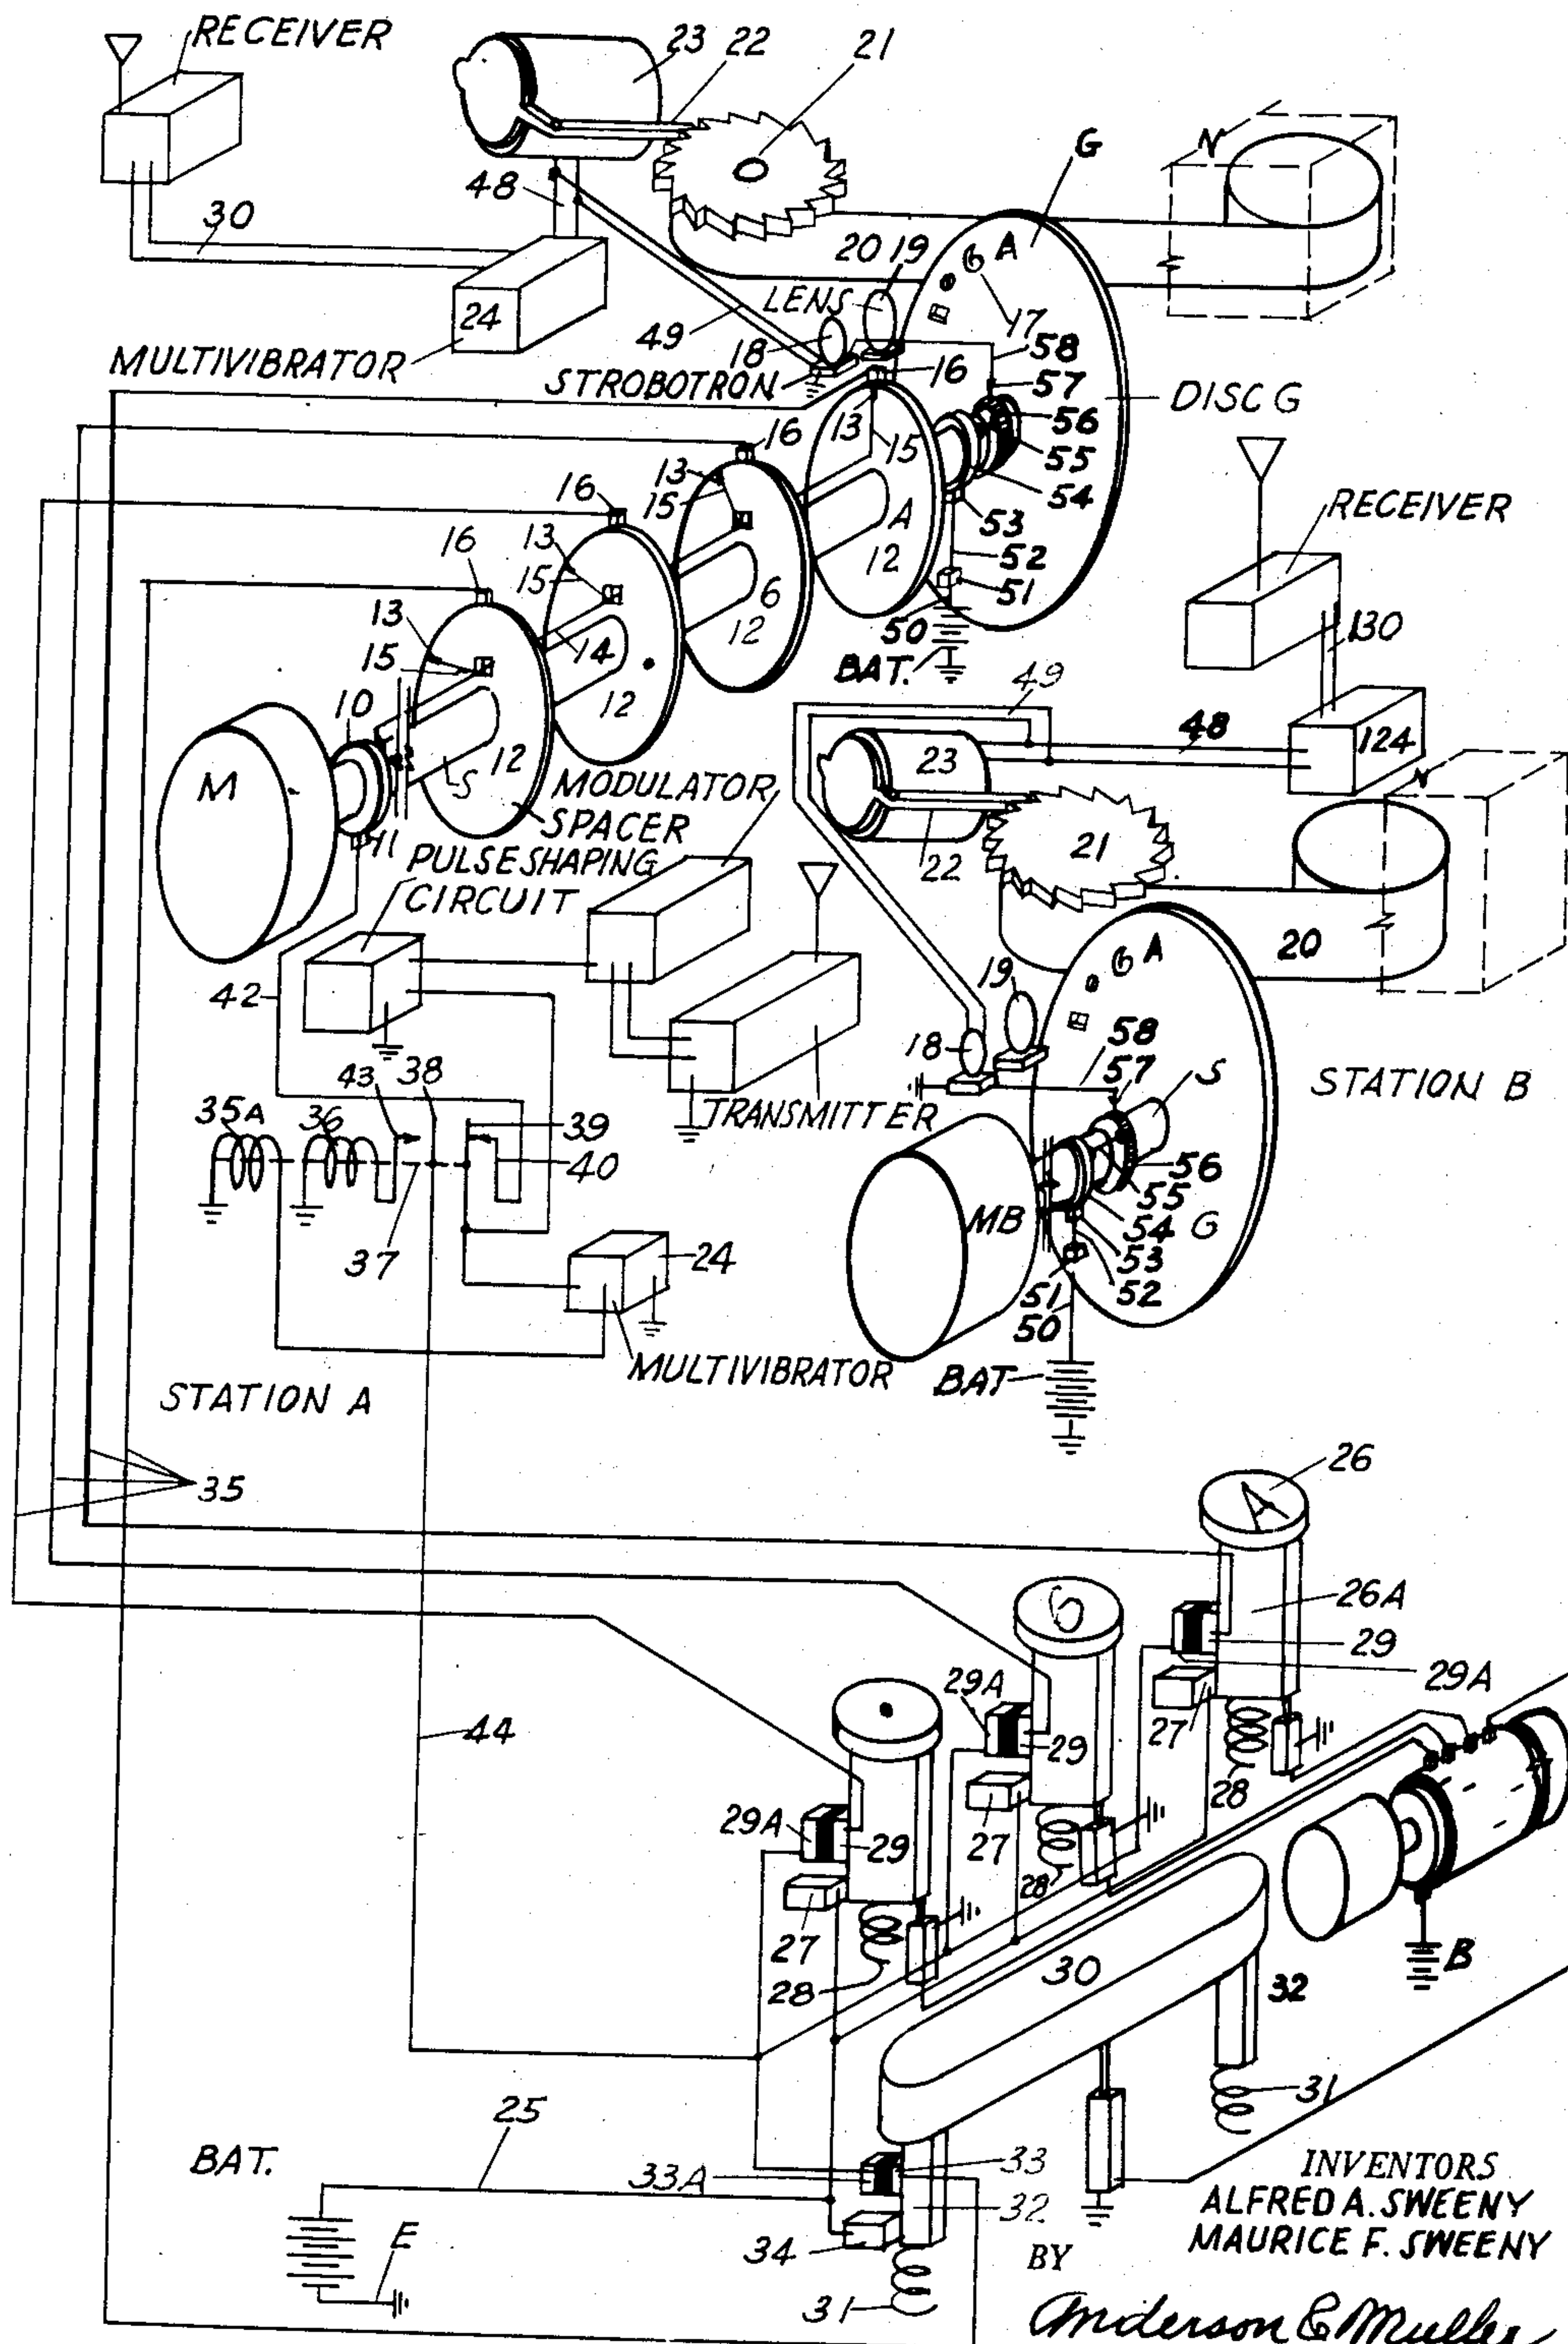 RECEIVER
23
22
21
N
G
48
30
20
19
6 A
LENS
17
24
49
18
58
MULTIVIBRATOR
STROBOTRON
16
57
DISC G
13
56
16
15
55
13
54
RECEIVER
16
15
A
53
13
12
52
16
15
6
51
130
13
14
12
50
15
BAT.
49
10
12
48
124
M
S
12
23
N
MODULATOR
SPACER
11
22
21
PULSE SHAPING
CIRCUIT
20
6 A
42
19
58
18
57
S
STATION B
43
38
TRANSMITTER
35A
36
39
40
56
55
MB
54
G
53
37
24
52
51
50
MULTIVIBRATOR
BAT
STATION A
35
26
A
6
26A
29
29A
29A
44
29
27
28
29A
29
27
28
27
28
30
32
B
31
25
BAT.
33
INVENTORS
33A
32
ALFRED A. SWEENY
E
MAURICE F. SWEENY
34
BY
31
Anderson & Muller